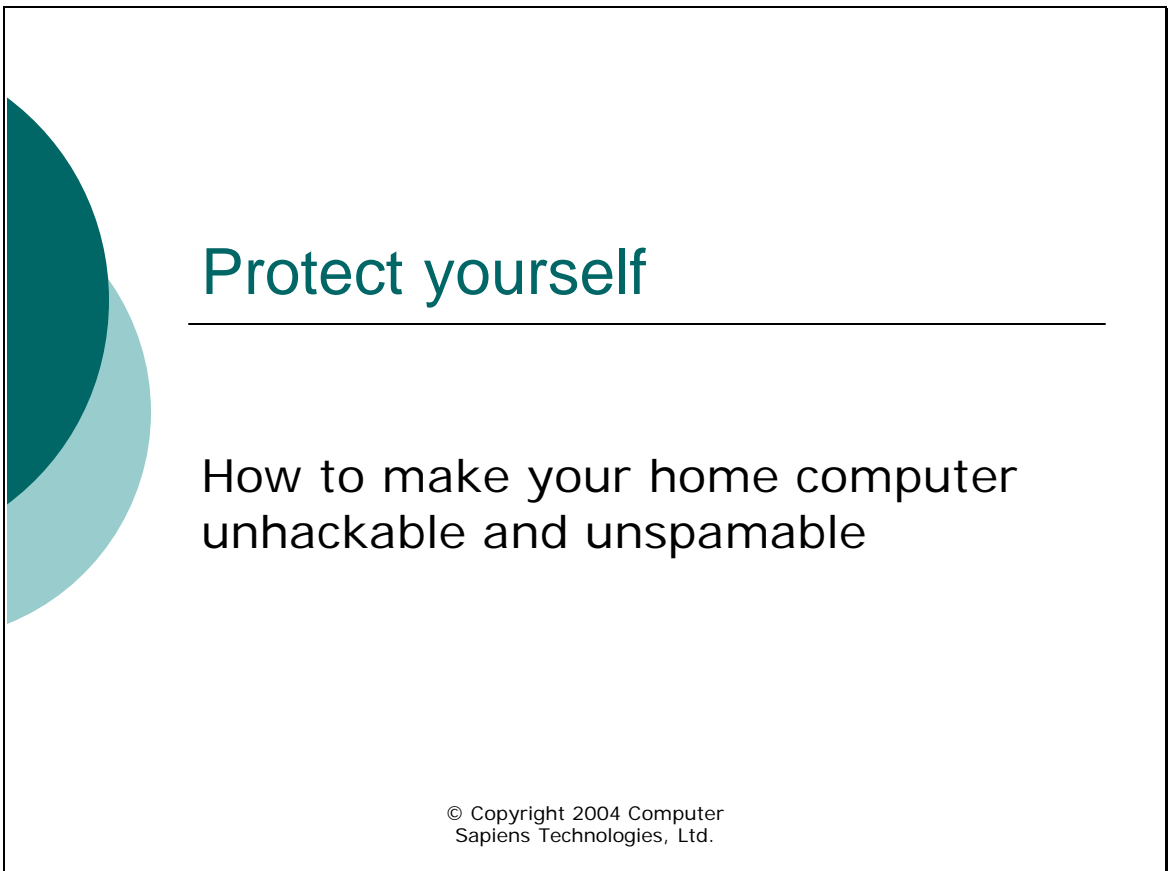 Protect yourself
How to make your home computer
unhackable and unspamable
© Copyright 2004 Computer
Sapiens Technologies, Ltd.